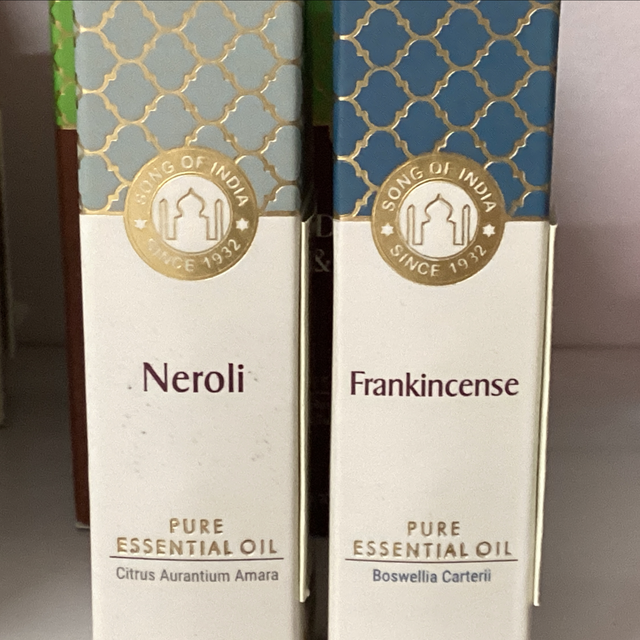 SONG OF INDIA
SINCE 1932
Neroli
PURE
ESSENTIAL OIL
Citrus Aurantium Amara
SONG OF INDIA
SINCE 1932
Frankincense
PURE
ESSENTIAL OIL
Boswellia Carterii
&